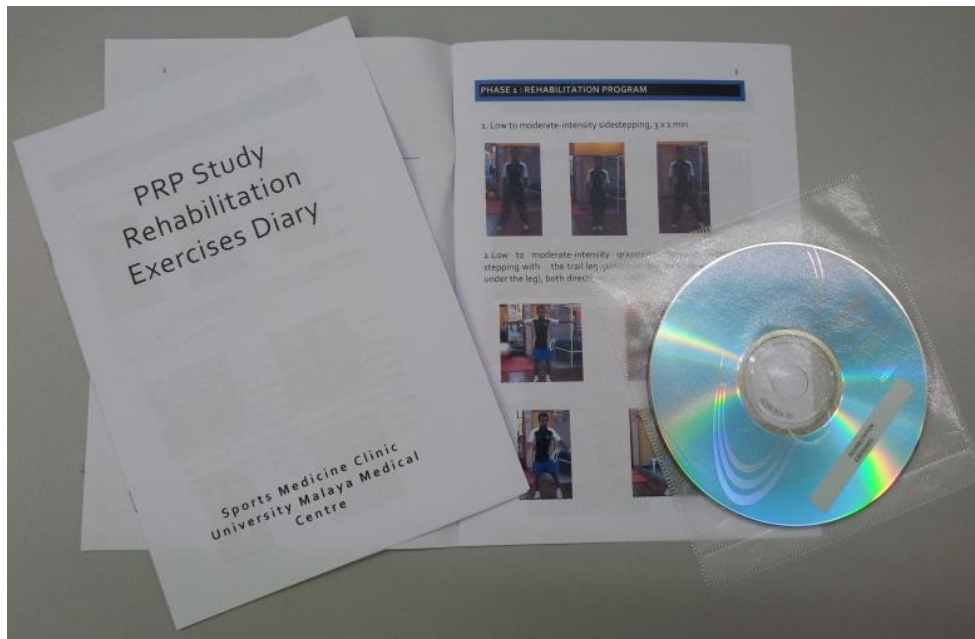 PRP Study
Rehabilitation
Exercises Diary
Sports Medicine Clinic
University Malaya Medical
Centre
3
PHASE 1 : REHABILITATION PROGRAM
1. Low to moderate-intensity sidestepping, 3 x 1 min
2.Low to moderate-intensity
stepping with the trail leg
under the leg), both